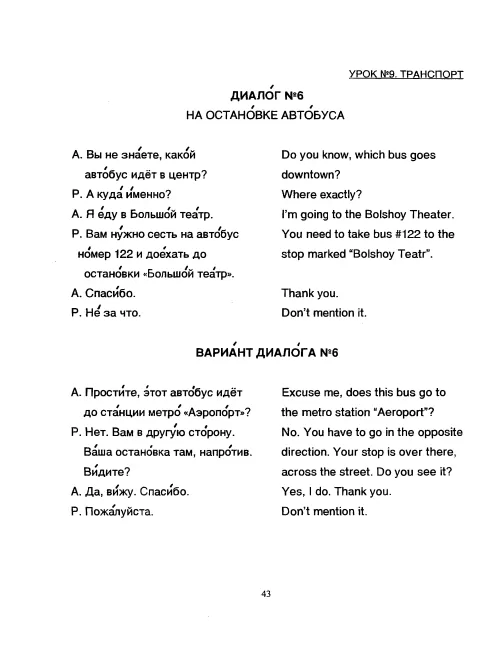 УРОК №9. ТРАНСПОРТ
ДИАЛО́Г №6
НА ОСТАНО́ВКЕ АВТО́БУСА
А. Вы не зна́ете, како́й
авто́бус идёт в центр?
Р. А куда́ и́менно?
А. Я е́ду в Большо́й теа́тр.
Р. Вам ну́жно сесть на авто́бус
но́мер 122 и дое́хать до
остано́вки «Большо́й теа́тр».
А. Спаси́бо.
Р. Не́ за что.
Do you know, which bus goes
downtown?
Where exactly?
I'm going to the Bolshoy Theater.
You need to take bus #122 to the
stop marked “Bolshoy Teatr”.
Thank you.
Don't mention it.
ВАРИА́НТ ДИАЛО́ГА №6
А. Прости́те, э́тот авто́бус идёт
до ста́нции метро́ «Аэропо́рт»?
Р. Нет. Вам в другу́ю сто́рону.
Ва́ша остано́вка там, напро́тив.
Ви́дите?
А. Да, ви́жу. Спаси́бо.
Р. Пожа́луйста.
Excuse me, does this bus go to
the metro station “Aeroport”?
No. You have to go in the opposite
direction. Your stop is over there,
across the street. Do you see it?
Yes, I do. Thank you.
Don't mention it.
43